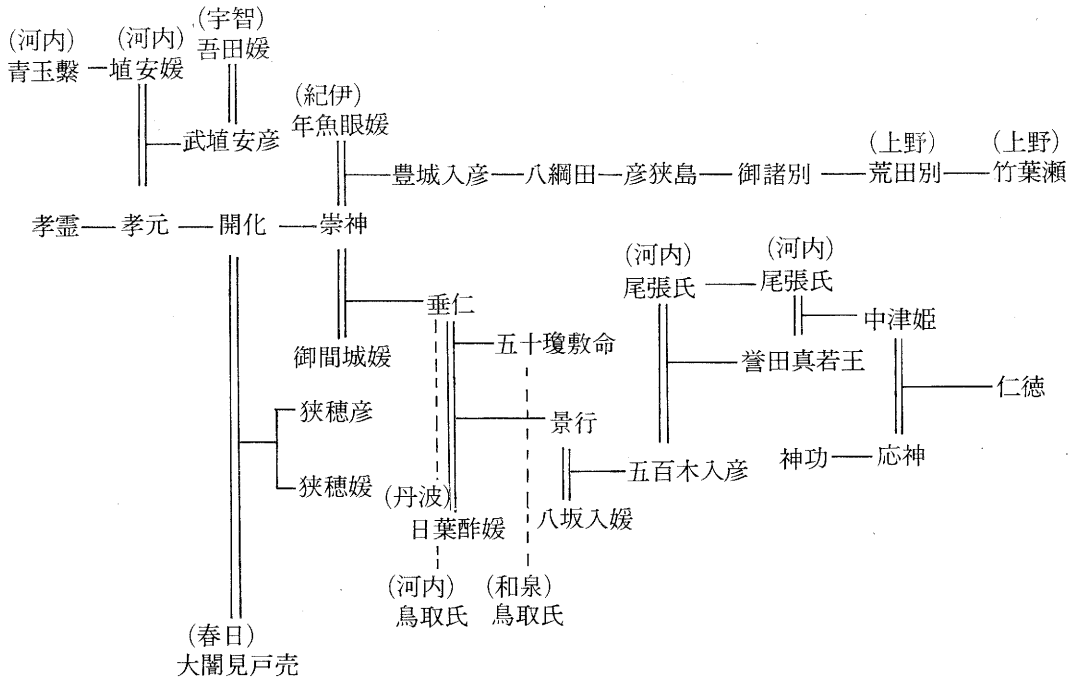 (宇智)
(河内) (河内) 吾田媛
青玉繫 埴安媛
(紀伊)
年魚眼媛
武埴安彦
(上野) (上野)
豊城入彦 八綱田 彦狭島 御諸別 荒田別 竹葉瀬
孝霊 孝元 開化 崇神
(河内) (河内)
尾張氏 尾張氏
垂仁
中津姫
御間城媛 五十瓊敷命
誉田真若王
仁徳
狭穂彦 景行
神功 応神
五百木入彦
狭穂媛
(丹波)
日葉酢媛 八坂入媛
(河内) (和泉)
鳥取氏 鳥取氏
(春日)
大闇見戸売